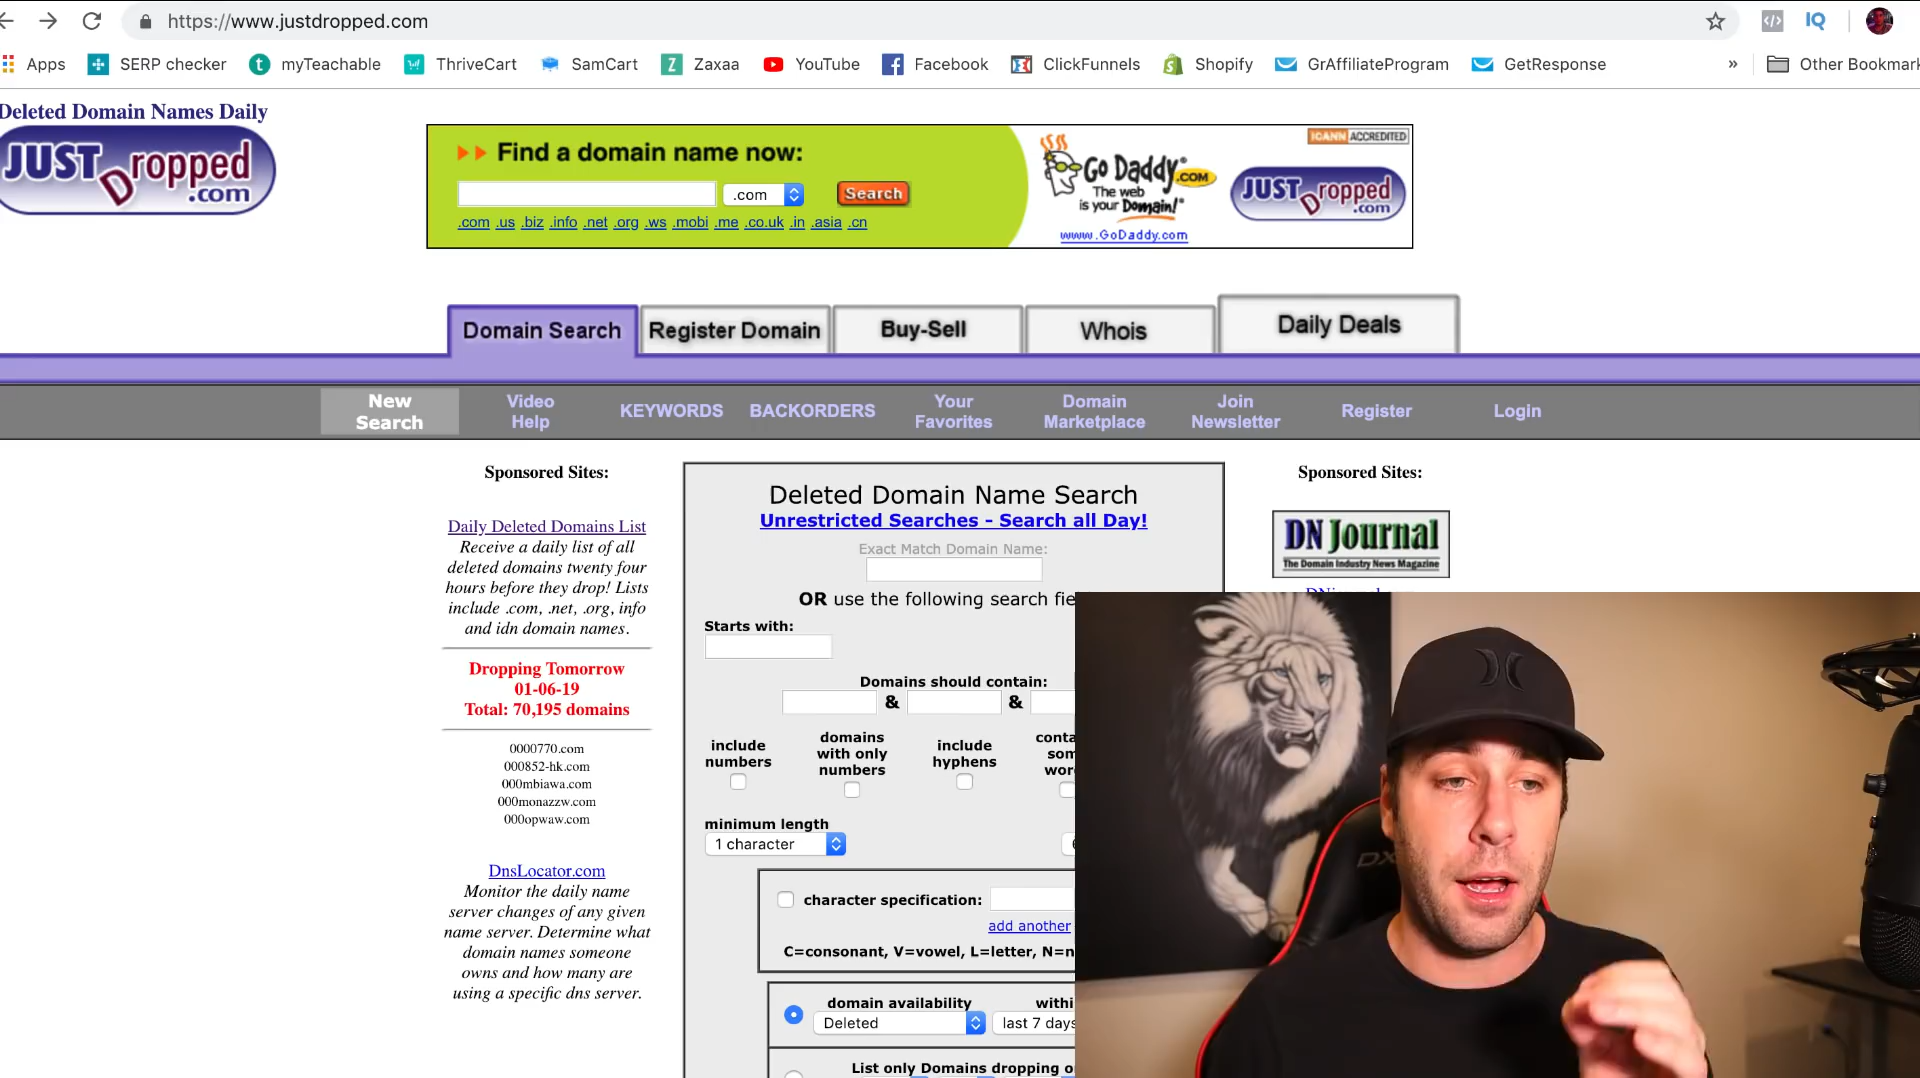 https://www.justdropped.com
IQ
Apps
SERP checker
myTeachable
ThriveCart
SamCart
Zaxaa
YouTube
Facebook
ClickFunnels
Shopify
GrAffiliateProgram
GetResponse
»
Other Bookmark
Deleted Domain Names Daily
JUST Dropped .com
Find a domain name now:
.com
Search
.com .us .biz .info .net .org .ws .mobi .me .co.uk .in .asia .cn
Go Daddy .COM
The web
is your Domain!
www.GoDaddy.com
ICANN ACCREDITED
JUST Dropped .com
Domain Search
Register Domain
Buy-Sell
Whois
Daily Deals
New
Search
Video
Help
KEYWORDS
BACKORDERS
Your
Favorites
Domain
Marketplace
Join
Newsletter
Register
Login
Sponsored Sites:
Daily Deleted Domains List
Receive a daily list of all
deleted domains twenty four
hours before they drop! Lists
include .com, .net, .org, info
and idn domain names.
Dropping Tomorrow
01-06-19
Total: 70,195 domains
0000770.com
000852-hk.com
000mbiawa.com
000monazzw.com
000opwaw.com
DnsLocator.com
Monitor the daily name
server changes of any given
name server. Determine what
domain names someone
owns and how many are
using a specific dns server.
Deleted Domain Name Search
Unrestricted Searches - Search all Day!
Exact Match Domain Name:
OR use the following search fie
Starts with:
Domains should contain:
& &
include
numbers
domains
with only
numbers
include
hyphens
conta
som
wor
minimum length
1 character
character specification:
add another
C=consonant, V=vowel, L=letter, N=n
domain availability
Deleted
withi
last 7 days
List only Domains dropping o
Sponsored Sites:
DN Journal
The Domain Industry News Magazine
DX